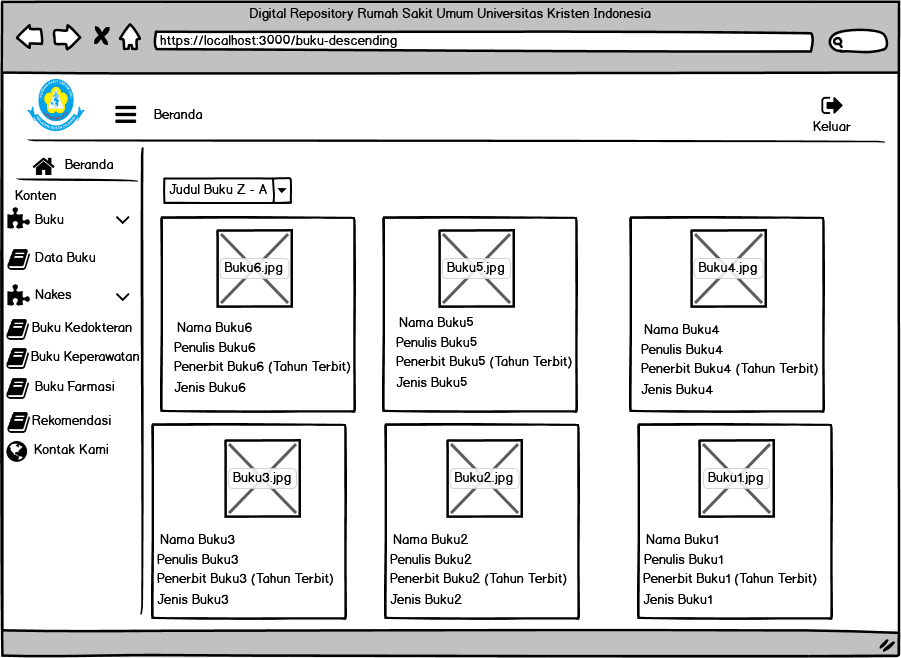 Digital Repository Rumah Sakit Umum Universitas Kristen Indonesia
https://localhost:3000/buku-descending
Beranda
Keluar
Beranda
Konten
Buku
Data Buku
Nakes
Buku Kedokteran
Buku Keperawatan
Buku Farmasi
Rekomendasi
Kontak Kami
Judul Buku Z - A
Buku6.jpg
Nama Buku6
Penulis Buku6
Penerbit Buku6 (Tahun Terbit)
Jenis Buku6
Buku5.jpg
Nama Buku5
Penulis Buku5
Penerbit Buku5 (Tahun Terbit)
Jenis Buku5
Buku4.jpg
Nama Buku4
Penulis Buku4
Penerbit Buku4 (Tahun Terbit)
Jenis Buku4
Buku3.jpg
Nama Buku3
Penulis Buku3
Penerbit Buku3 (Tahun Terbit)
Jenis Buku3
Buku2.jpg
Nama Buku2
Penulis Buku2
Penerbit Buku2 (Tahun Terbit)
Jenis Buku2
Buku1.jpg
Nama Buku1
Penulis Buku1
Penerbit Buku1 (Tahun Terbit)
Jenis Buku1